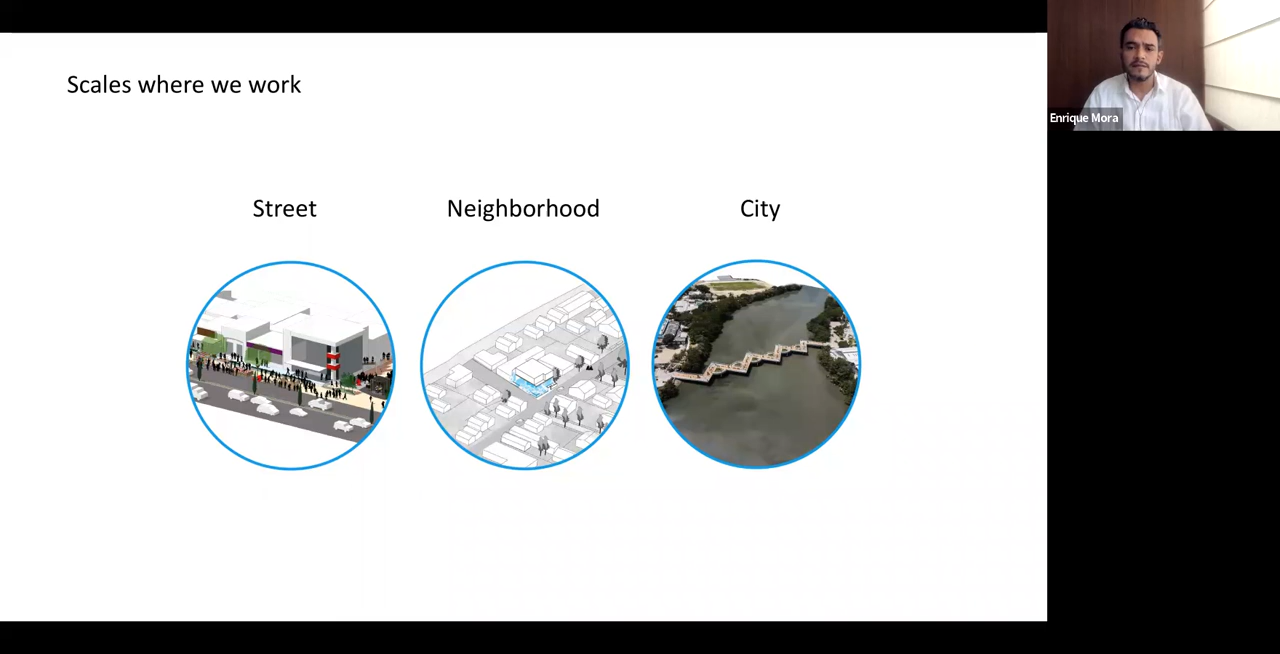 Scales where we work
Street
Neighborhood
City
Enrique Mora